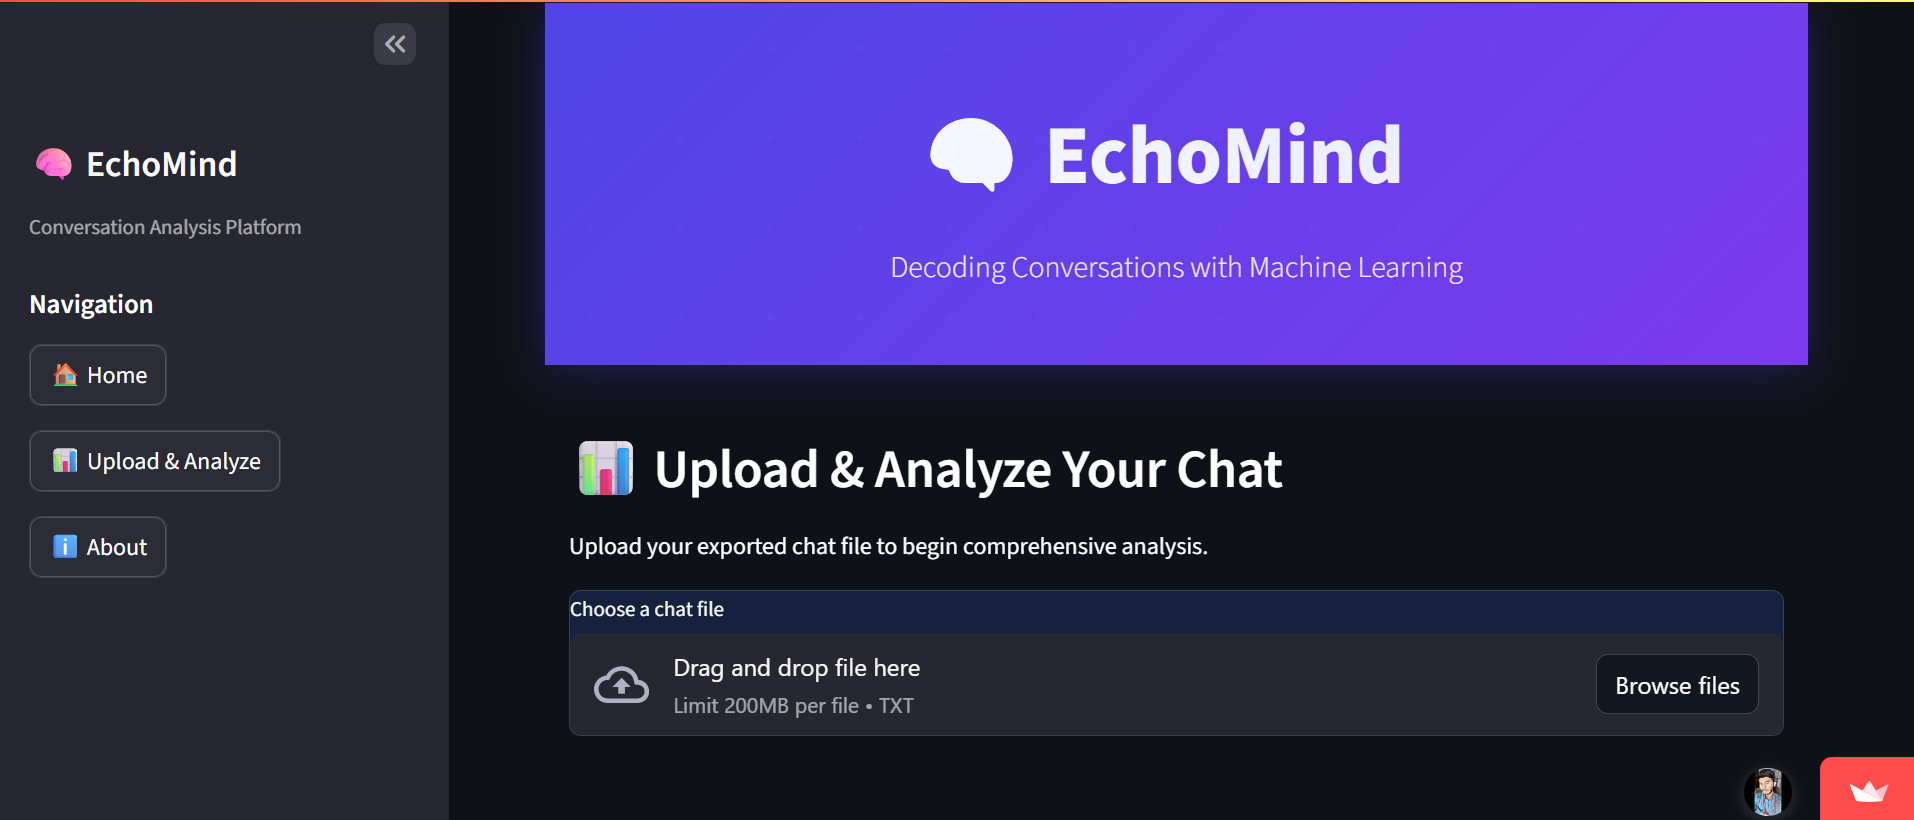 EchoMind
Conversation Analysis Platform
Navigation
Home
Upload & Analyze
About
EchoMind
Decoding Conversations with Machine Learning
Upload & Analyze Your Chat
Upload your exported chat file to begin comprehensive analysis.
Choose a chat file
Drag and drop file here
Limit 200MB per file • TXT
Browse files